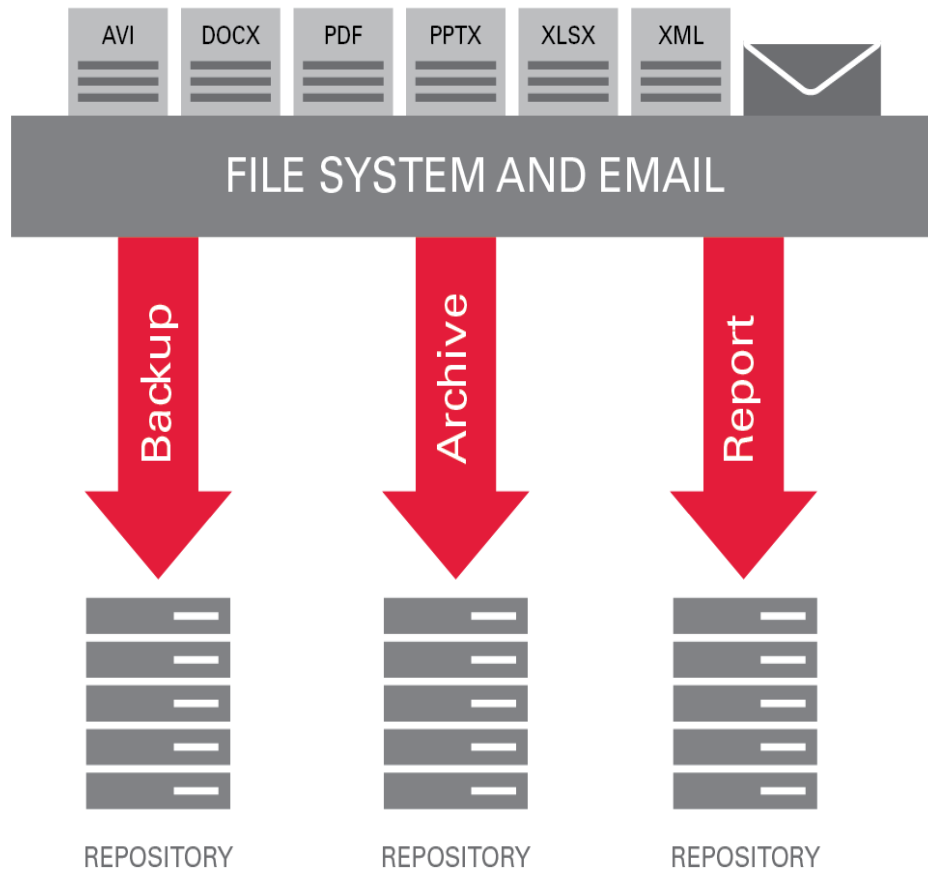 AVI
DOCX
PDF
PPTX
XLSX
XML
FILE SYSTEM AND EMAIL
Backup
Archive
Report
REPOSITORY
REPOSITORY
REPOSITORY